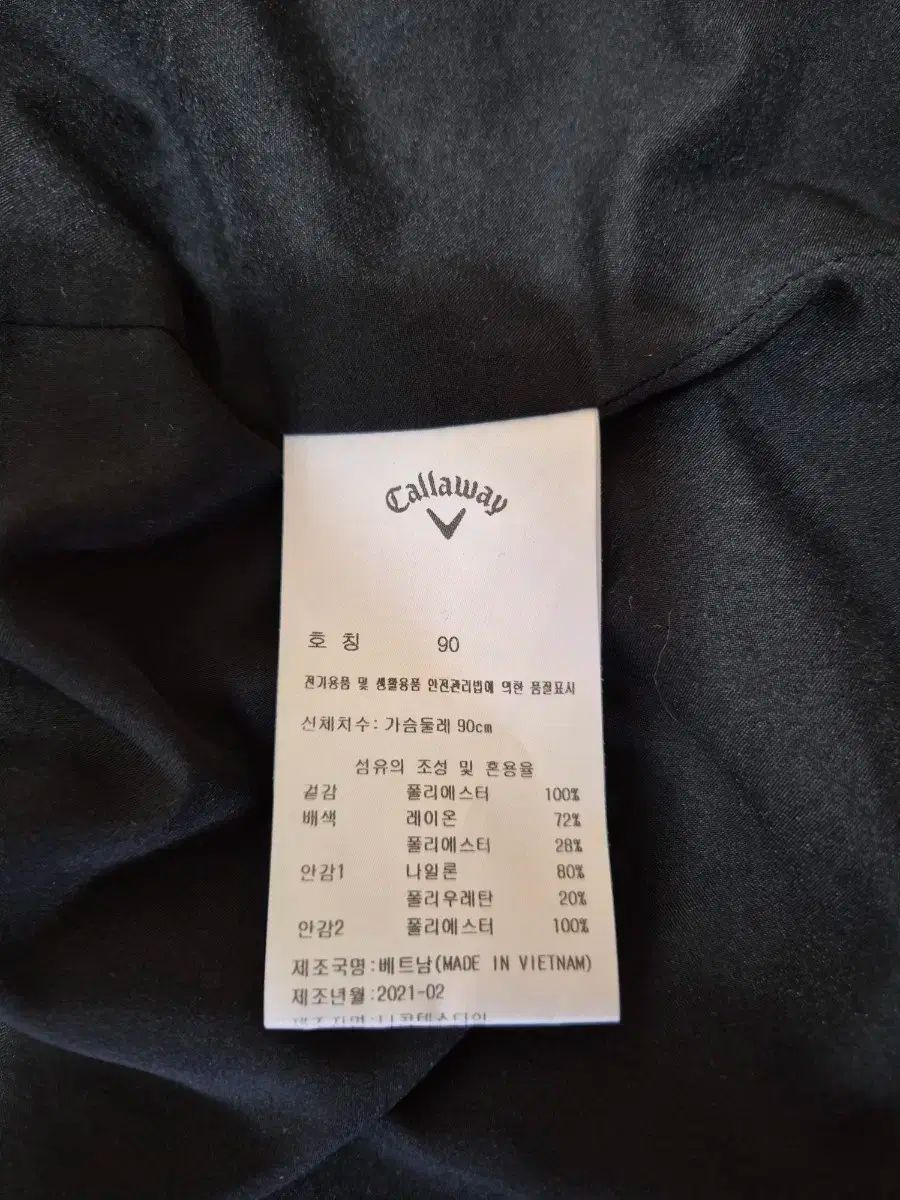 Callaway
호 칭 90
전기용품 및 생활용품 안전관리법에 의한 품질표시
신체치수: 가슴둘레 90cm
섬유의 조성 및 혼용율
겉감 폴리에스터 100%
배색 레이온 72%
폴리에스터 28%
안감1 나일론 80%
폴리우레탄 20%
안감2 폴리에스터 100%
제조국명:베트남(MADE IN VIETNAM)
제조년월:2021-02